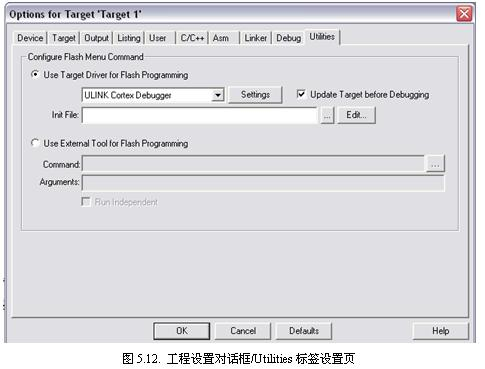 Options for Target 'Target 1'
Device Target Output Listing User C/C++ Asm Linker Debug Utilities
Configure Flash Menu Command
Use Target Driver for Flash Programming
ULINK Cortex Debugger Settings Update Target before Debugging
Init File: ... Edit...
Use External Tool for Flash Programming
Command: ...
Arguments:
Run Independent
OK Cancel Defaults Help
图 5.12. 工程设置对话框/Utilities 标签设置页